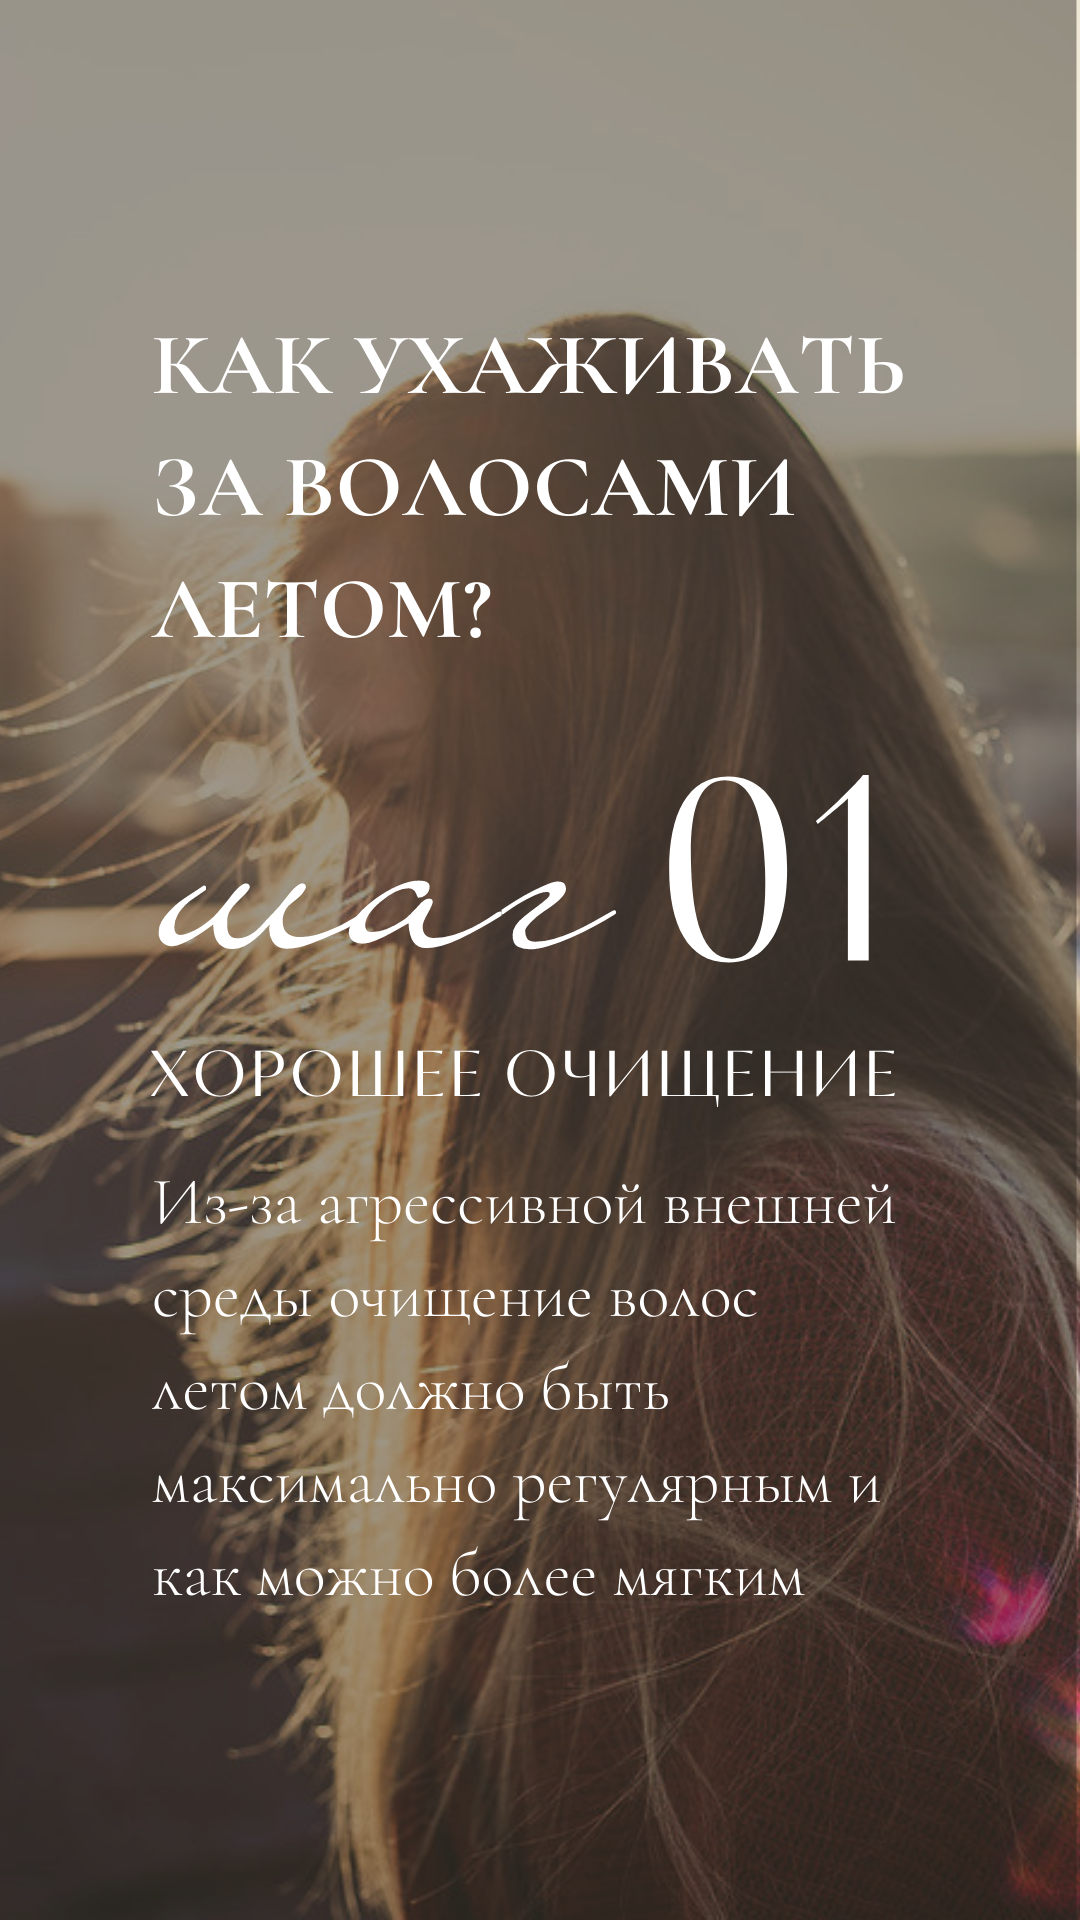 КАК УХАЖИВАТЬ
ЗА ВОЛОСАМИ
ЛЕТОМ?
шаг 01
ХОРОШЕЕ ОЧИЩЕНИЕ
Из-за агрессивной внешней
среды очищение волос
летом должно быть
максимально регулярным и
как можно более мягким